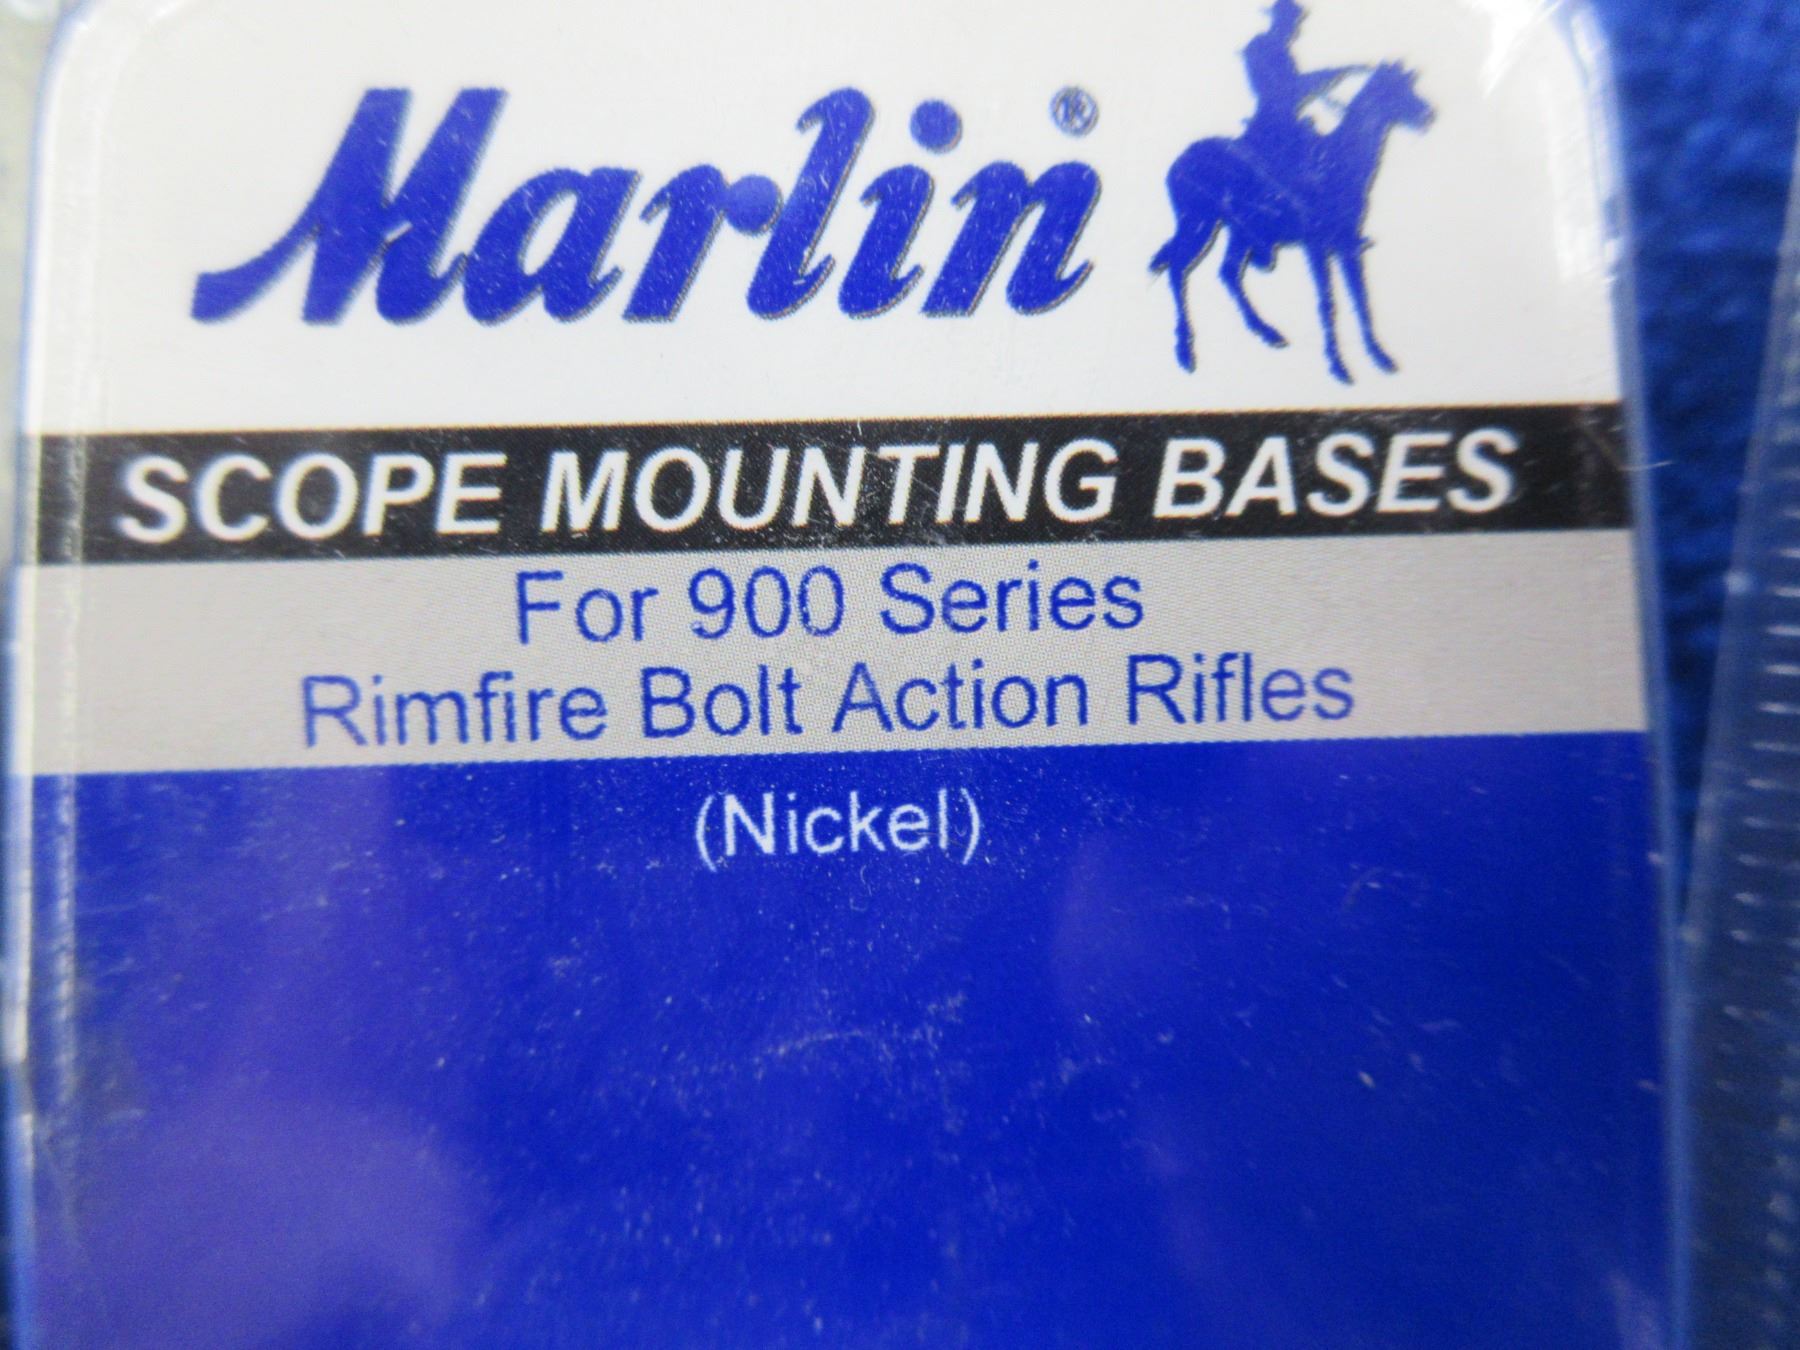 Marlin®
SCOPE MOUNTING BASES
For 900 Series
Rimfire Bolt Action Rifles
(Nickel)